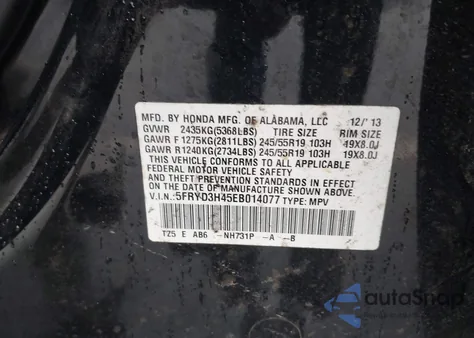 MFD. BY HONDA MFG. OF ALABAMA, LLC 12/'13
GVWR 2435KG(5368LBS) TIRE SIZE RIM SIZE
GAWR F1275KG(2811LBS) 245/55R19 103H 19X8.0J
GAWR R1240KG(2734LBS) 245/55R19 103H 19X8.0J
THIS VEHICLE CONFORMS TO ALL APPLICABLE
FEDERAL MOTOR VEHICLE SAFETY
AND THEFT PREVENTION STANDARDS IN EFFECT
ON THE DATE OF MANUFACTURE SHOWN ABOVE.
V.I.N.:5FRYD3H45EB014077 TYPE: MPV
TZ5 E AB6 -NH731P -A -8
autoSnap